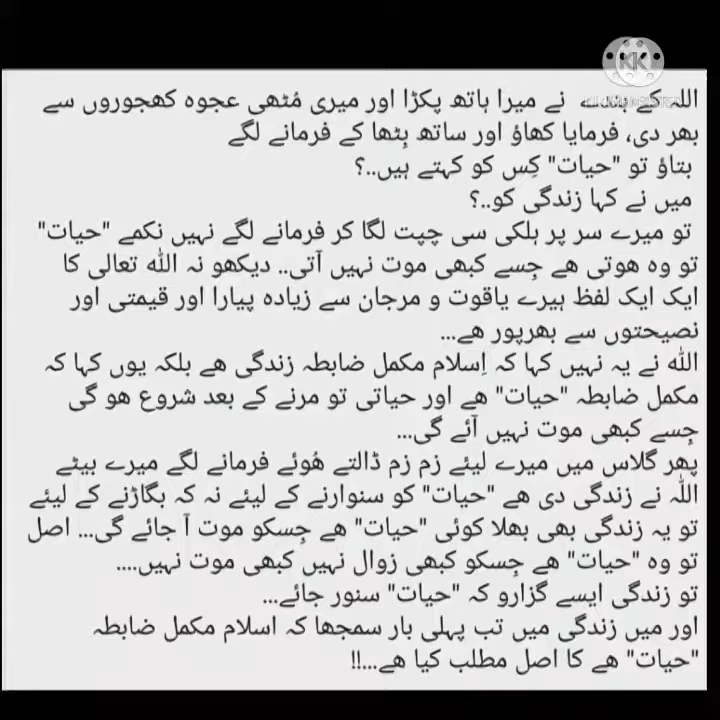 اللہ کے بندے نے میرا ہاتھ پکڑا اور میری مُٹھی عجوہ کھجوروں سے
بھر دی، فرمایا کھاؤ اور ساتھ بِٹھا کے فرمانے لگے
بتاؤ تو "حیات" کِس کو کہتے ہیں..؟
میں نے کہا زندگی کو..؟
تو میرے سر پر ہلکی سی چپت لگا کر فرمانے لگے نہیں نکمے "حیات"
تو وہ ھوتی ھے جِسے کبھی موت نہیں آتی.. دیکھو نہ اللّٰہ تعالی کا
ایک ایک لفظ ہیرے یاقوت و مرجان سے زیادہ پیارا اور قیمتی اور
نصیحتوں سے بھرپور ھے...
اللّٰہ نے یہ نہیں کہا کہ اِسلام مکمل ضابطہ زندگی ھے بلکہ یوں کہا کہ
مکمل ضابطہ "حیات" ھے اور حیاتی تو مرنے کے بعد شروع ھو گی
جِسے کبھی موت نہیں آئے گی...
پھر گلاس میں میرے لیئے زم زم ڈالتے ھُوئے فرمانے لگے میرے بیٹے
اللّٰہ نے زندگی دی ھے "حیات" کو سنوارنے کے لیئے نہ کہ بگاڑنے کے لیئے
تو یہ زندگی بھی بھلا کوئی "حیات" ھے جِسکو موت آ جائے گی... اصل
تو وہ "حیات" ھے جِسکو کبھی زوال نہیں کبھی موت نہیں....
تو زندگی ایسے گزارو کہ "حیات" سنور جائے...
اور میں زندگی میں تب پہلی بار سمجھا کہ اسلام مکمل ضابطہ
"حیات" ھے کا اصل مطلب کیا ھے...!!
KK